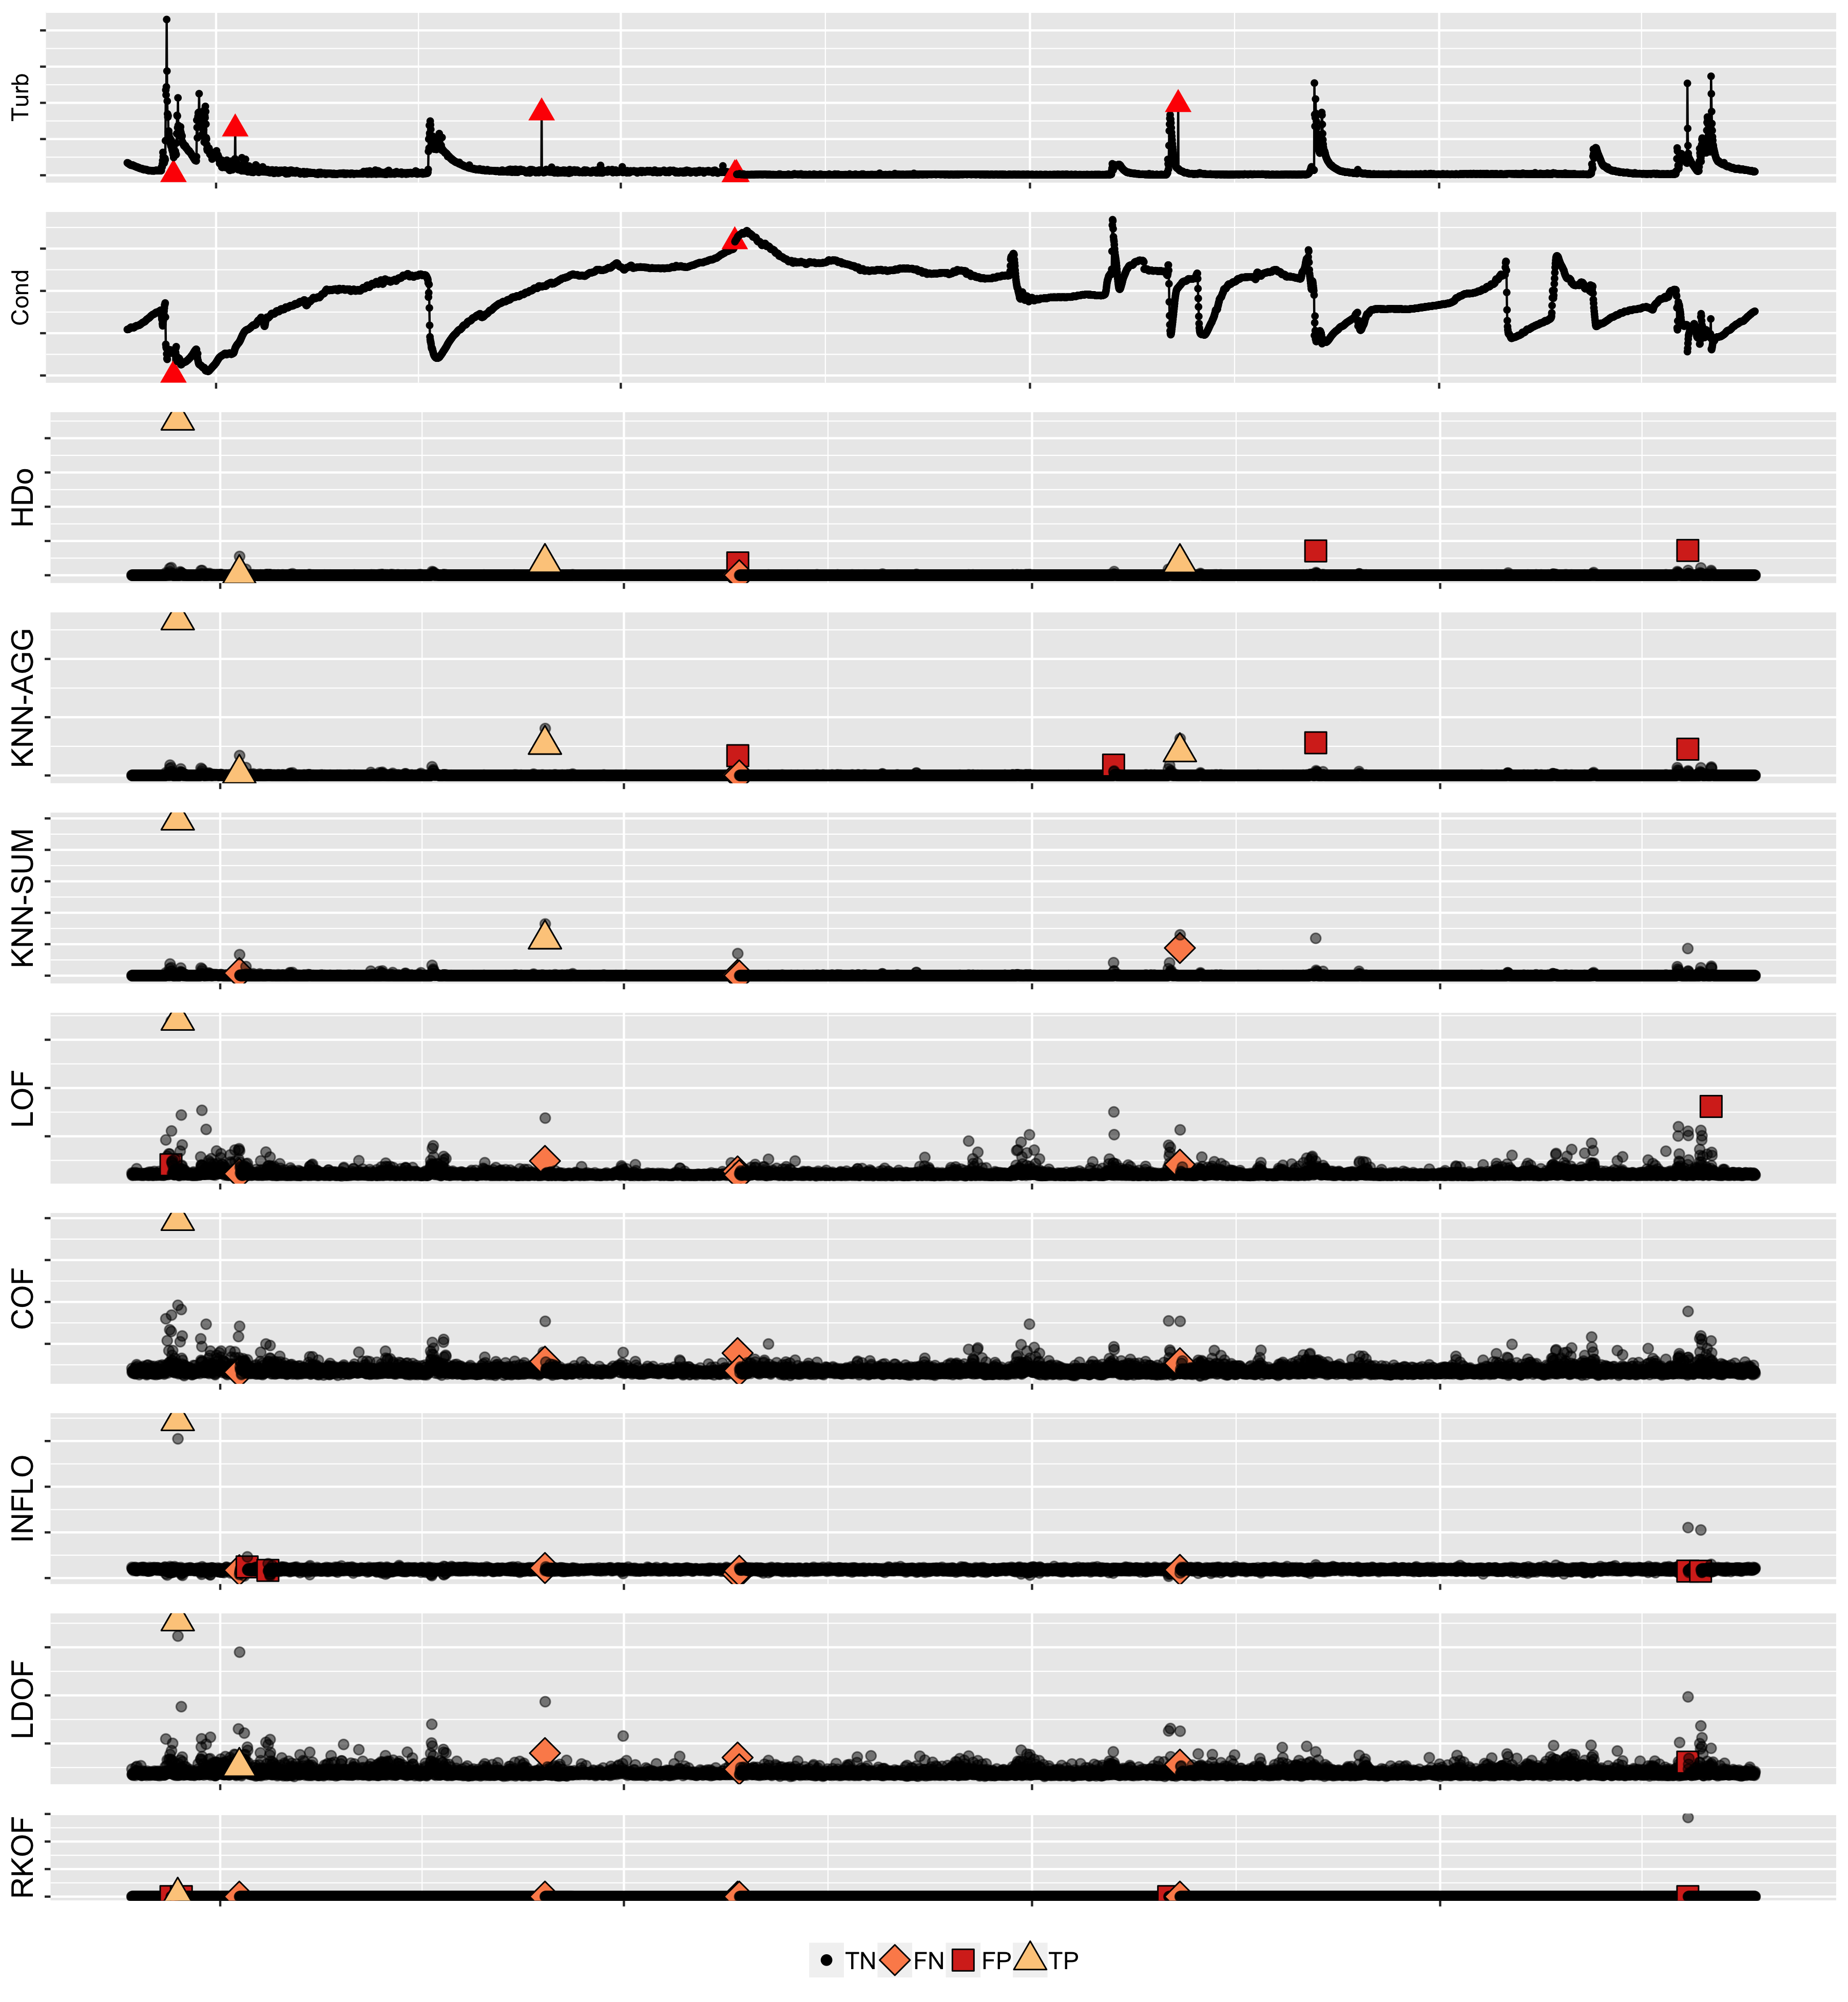 Turb
Cond
HDo
KNN-AGG
KNN-SUM
LOF
COF
INFLO
LDOF
RKOF
TN FN FP TP